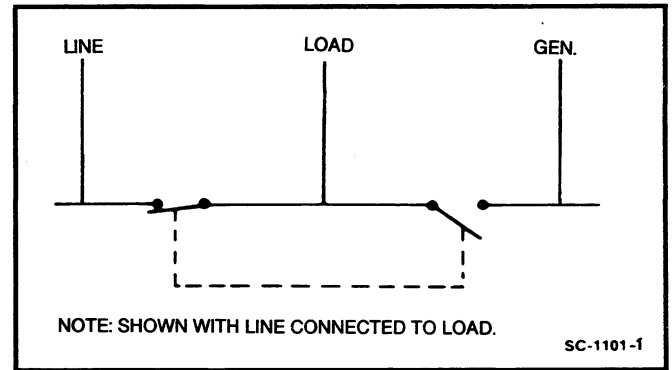 LINE
LOAD
GEN.
NOTE: SHOWN WITH LINE CONNECTED TO LOAD.
SC-1101-1